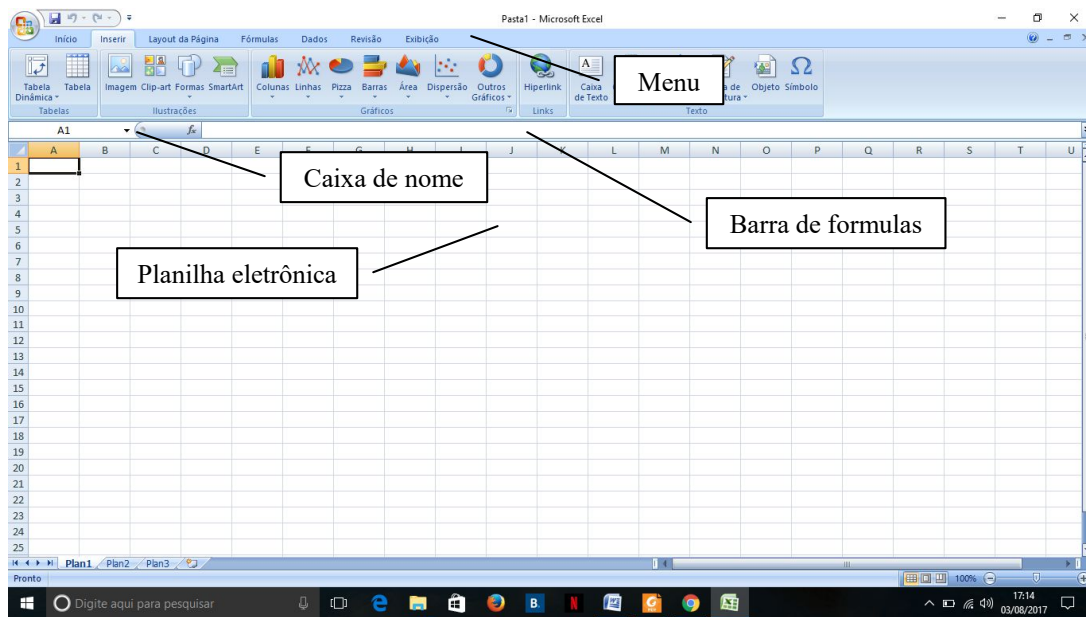 Pasta1 - Microsoft Excel
Início Inserir Layout da Página Fórmulas Dados Revisão Exibição
Tabela Dinâmica Tabela Imagem Clip-art Formas SmartArt Colunas Linhas Pizza Barras Área Dispersão Outros Gráficos Hiperlink Caixa de Texto de Objeto Símbolo
Tabelas Ilustrações Gráficos Links Texto
Menu
A1 fx
A B C D E F G H I J K L M N O P Q R S T U
1
2
3
4
5
6
7
8
9
10
11
12
13
14
15
16
17
18
19
20
21
22
23
24
25
Caixa de nome
Barra de formulas
Planilha eletrônica
Plan1 Plan2 Plan3
Pronto 100%
Digite aqui para pesquisar
17:14
03/08/2017